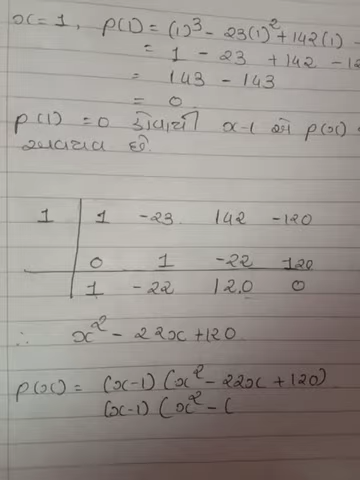 x=1, p(1) = (1)³ - 23(1)² + 142(1) -
= 1 - 23 + 142 - 12
= 143 - 143
= 0
p(1) = 0 હોવાથી x-1 એ p(x)
અવયવ છે.
1 1 -23 142 -120
0 1 -22 120
1 -22 120 0
∴ x² - 22x + 120
p(x) = (x-1) (x² - 22x + 120)
(x-1) (x² - (